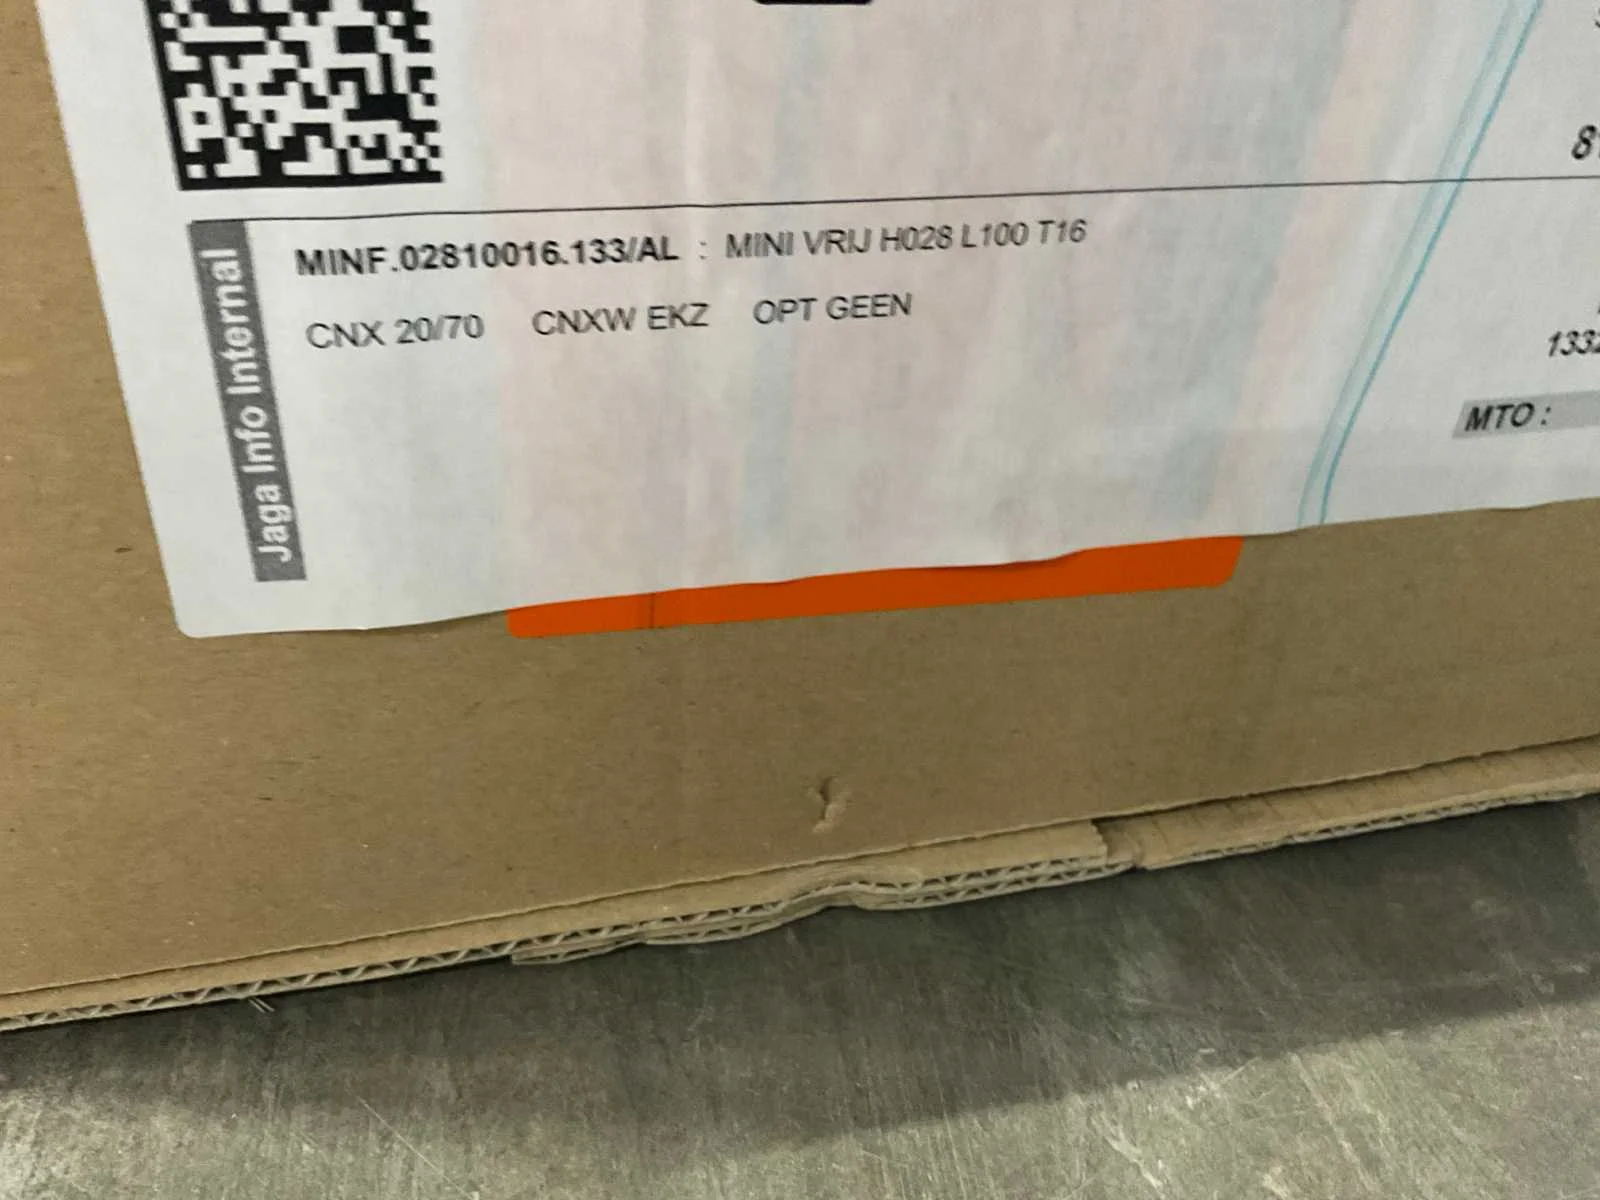 MINF.02810016.133/AL : MINI VRIJ H028 L100 T16
CNX 20/70 CNXW EKZ OPT GEEN
Jaga Info Internal
MTO :